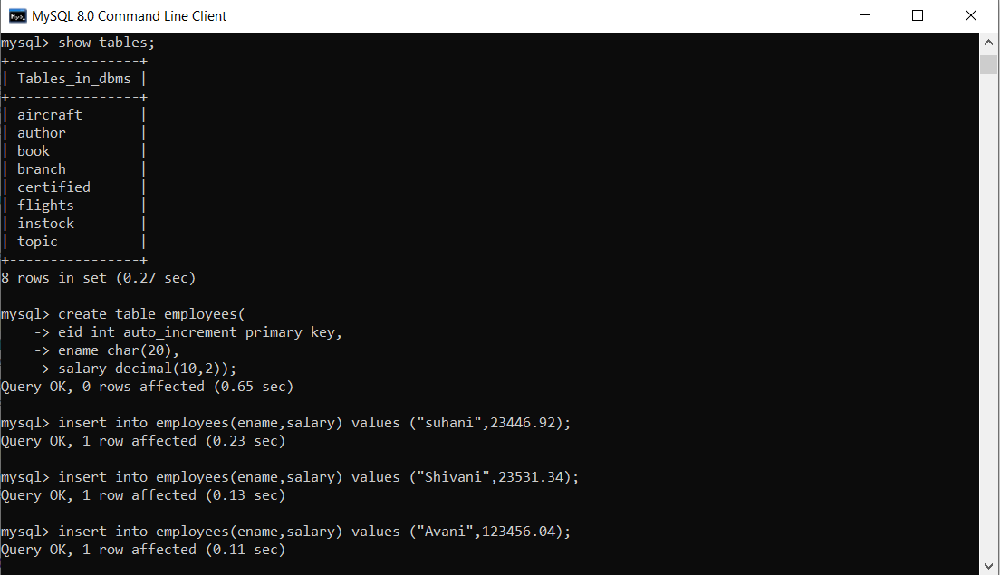 MySQL 8.0 Command Line Client
mysql> show tables;
+----------------+
| Tables_in_dbms |
+----------------+
| aircraft       |
| author         |
| book           |
| branch         |
| certified      |
| flights        |
| instock        |
| topic          |
+----------------+
8 rows in set (0.27 sec)

mysql> create table employees(
    -> eid int auto_increment primary key,
    -> ename char(20),
    -> salary decimal(10,2));
Query OK, 0 rows affected (0.65 sec)

mysql> insert into employees(ename,salary) values ("suhani",23446.92);
Query OK, 1 row affected (0.23 sec)

mysql> insert into employees(ename,salary) values ("Shivani",23531.34);
Query OK, 1 row affected (0.13 sec)

mysql> insert into employees(ename,salary) values ("Avani",123456.04);
Query OK, 1 row affected (0.11 sec)